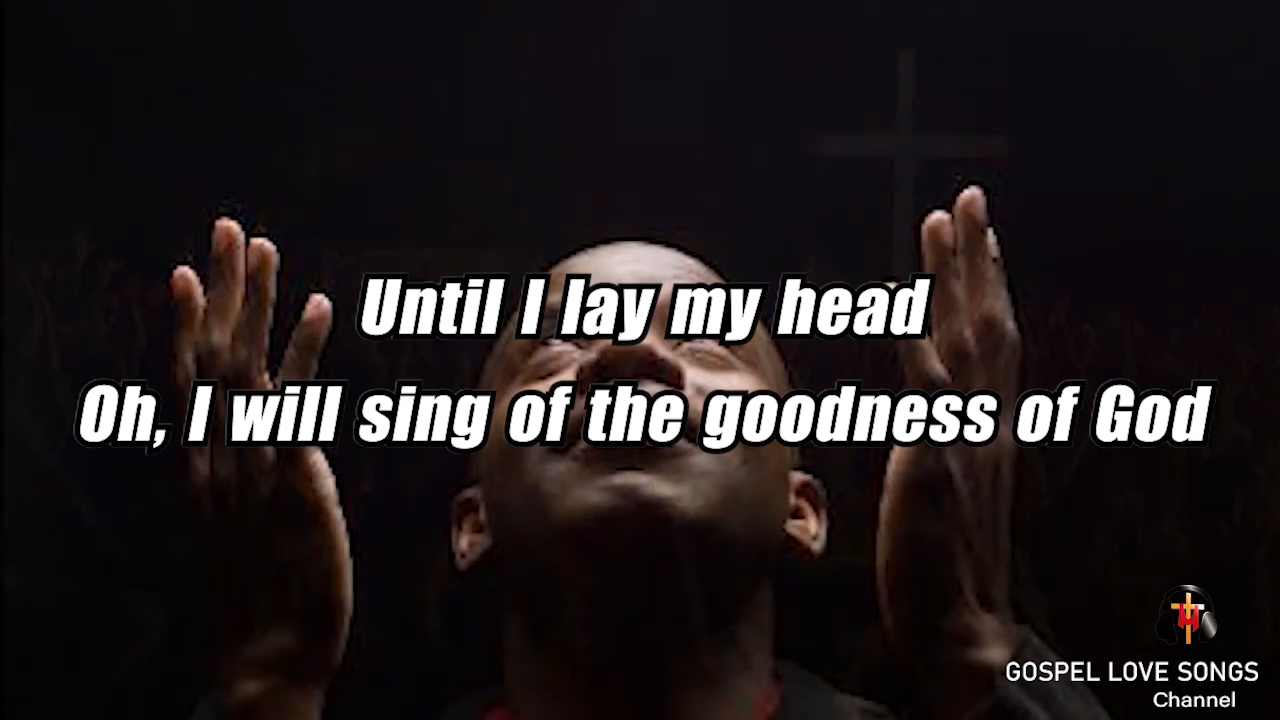 Until I lay my head
Oh, I will sing of the goodness of God
GOSPEL LOVE SONGS
Channel